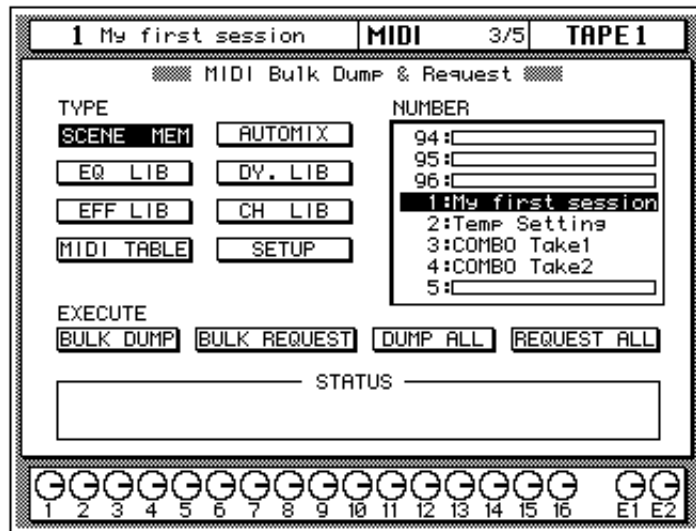 1 My first session MIDI 3/5 TAPE 1
MIDI Bulk Dump & Request
TYPE NUMBER
SCENE MEM AUTOMIX
EQ LIB DY. LIB
EFF LIB CH LIB
MIDI TABLE SETUP
94:
95:
96:
1:My first session
2:Temp Setting
3:COMBO Take1
4:COMBO Take2
5:
EXECUTE
BULK DUMP BULK REQUEST DUMP ALL REQUEST ALL
STATUS
1 2 3 4 5 6 7 8 9 10 11 12 13 14 15 16 E1 E2